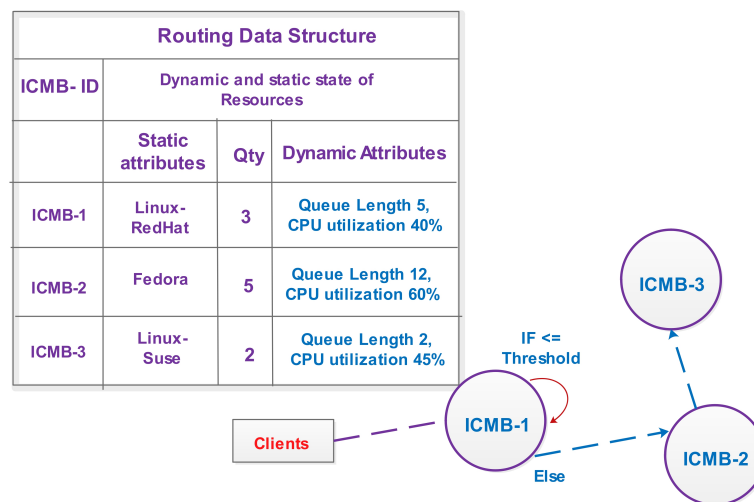 Routing Data Structure
ICMB- ID
Dynamic and static state of
Resources
Static
attributes
Qty
Dynamic Attributes
ICMB-1
Linux-
RedHat
3
Queue Length 5,
CPU utilization 40%
ICMB-2
Fedora
5
Queue Length 12,
CPU utilization 60%
ICMB-3
Linux-
Suse
2
Queue Length 2,
CPU utilization 45%
ICMB-3
IF <=
Threshold
Clients
ICMB-1
Else
ICMB-2